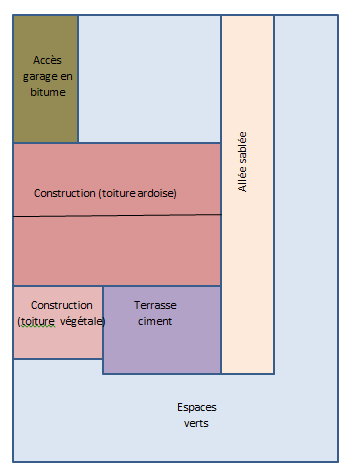 Accès
garage en
bitume
Allée sablée
Construction (toiture ardoise)
Construction
(toiture végétale)
Terrasse
ciment
Espaces
verts